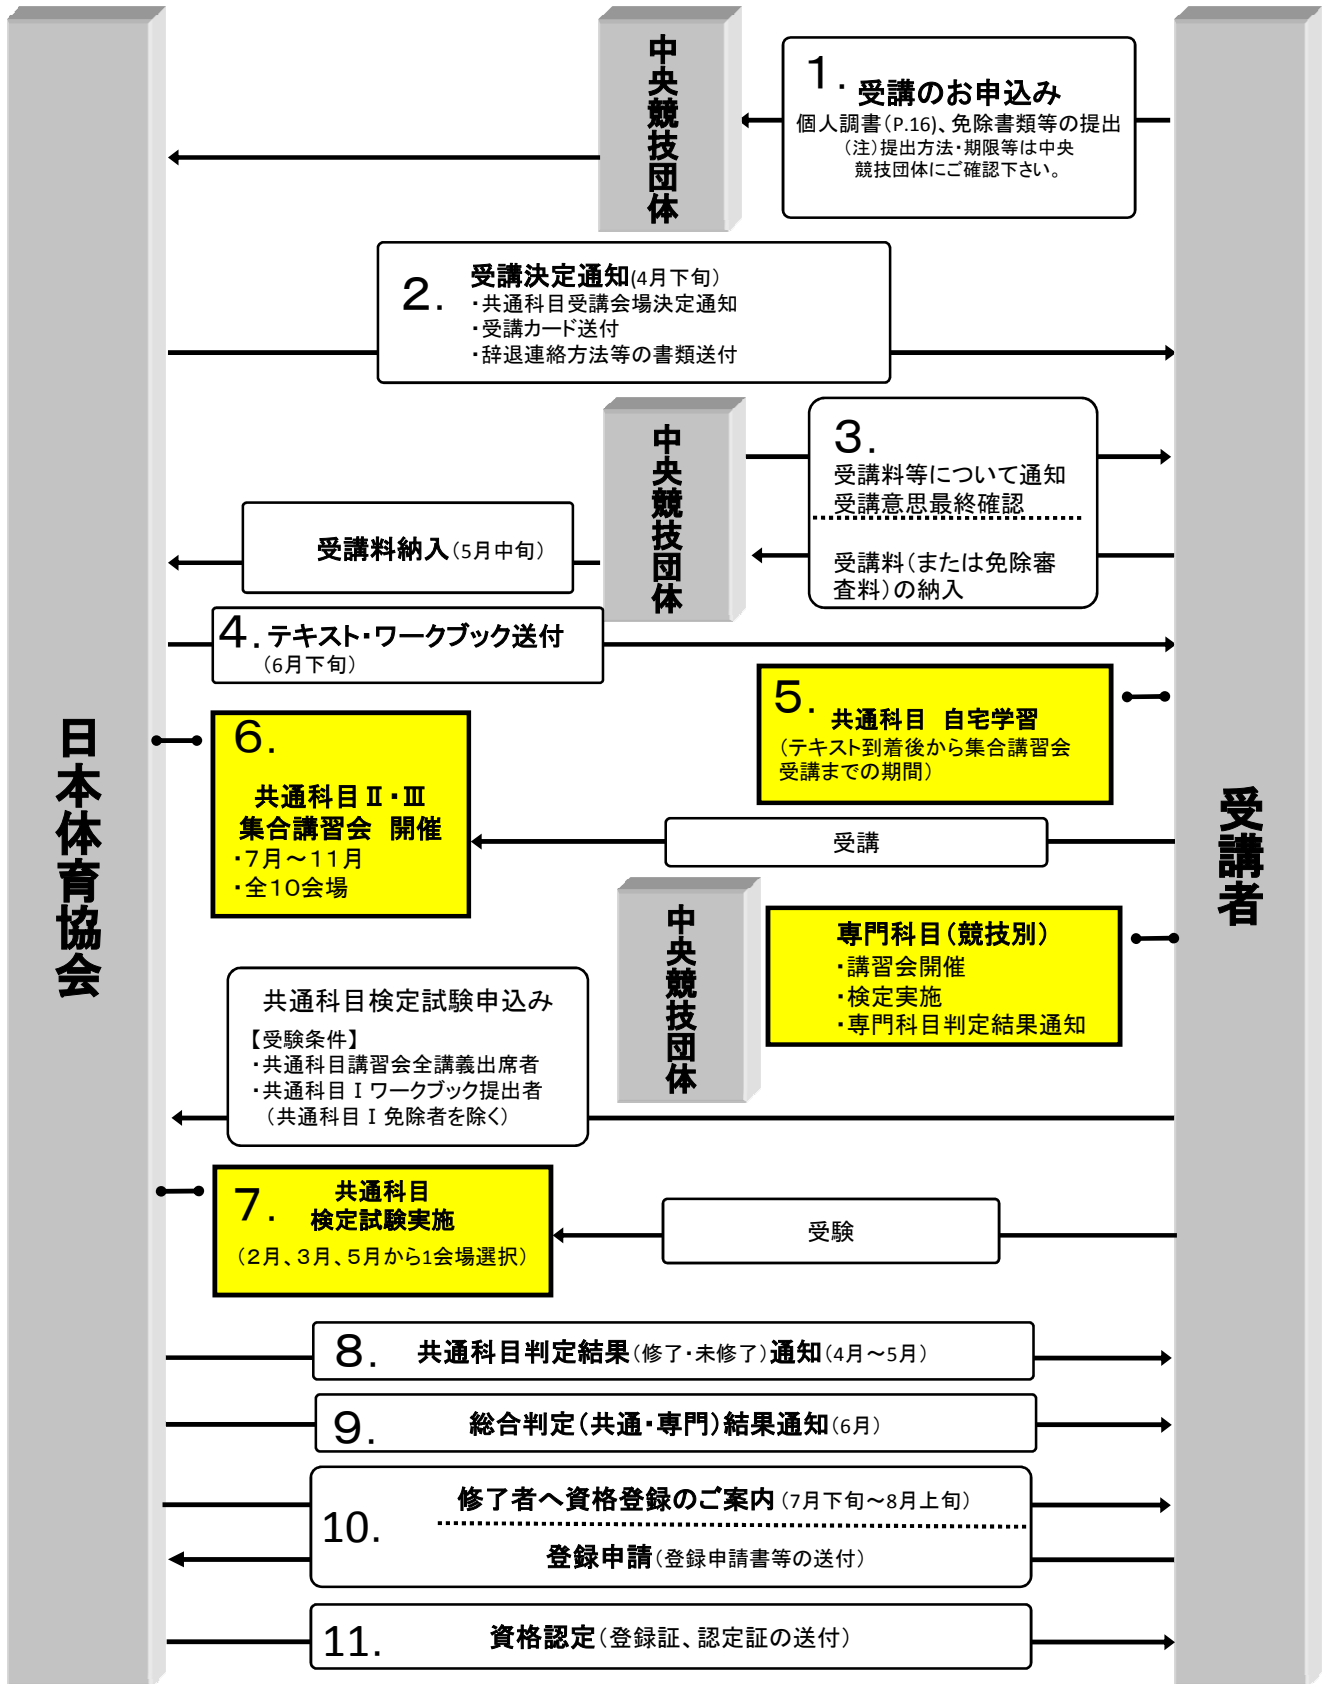 日本体育協会
受講者
中央競技団体
1. 受講のお申込み
個人調書(P.16)、免除書類等の提出
(注)提出方法・期限等は中央
競技団体にご確認下さい。
2. 受講決定通知(4月下旬)
・共通科目受講会場決定通知
・受講カード送付
・辞退連絡方法等の書類送付
中央競技団体
3.
受講料等について通知
受講意思最終確認
受講料(または免除審
査料)の納入
受講料納入(5月中旬)
4. テキスト・ワークブック送付
(6月下旬)
5. 共通科目 自宅学習
(テキスト到着後から集合講習会
受講までの期間)
6.
共通科目Ⅱ・Ⅲ
集合講習会 開催
・7月～11月
・全10会場
受講
中央競技団体
専門科目(競技別)
・講習会開催
・検定実施
・専門科目判定結果通知
共通科目検定試験申込み
【受験条件】
・共通科目講習会全講義出席者
・共通科目Ⅰワークブック提出者
(共通科目Ⅰ免除者を除く)
7. 共通科目
検定試験実施
(2月、3月、5月から1会場選択)
受験
8. 共通科目判定結果(修了・未修了)通知(4月～5月)
9. 総合判定(共通・専門)結果通知(6月)
10. 修了者へ資格登録のご案内(7月下旬～8月上旬)
登録申請(登録申請書等の送付)
11. 資格認定(登録証、認定証の送付)